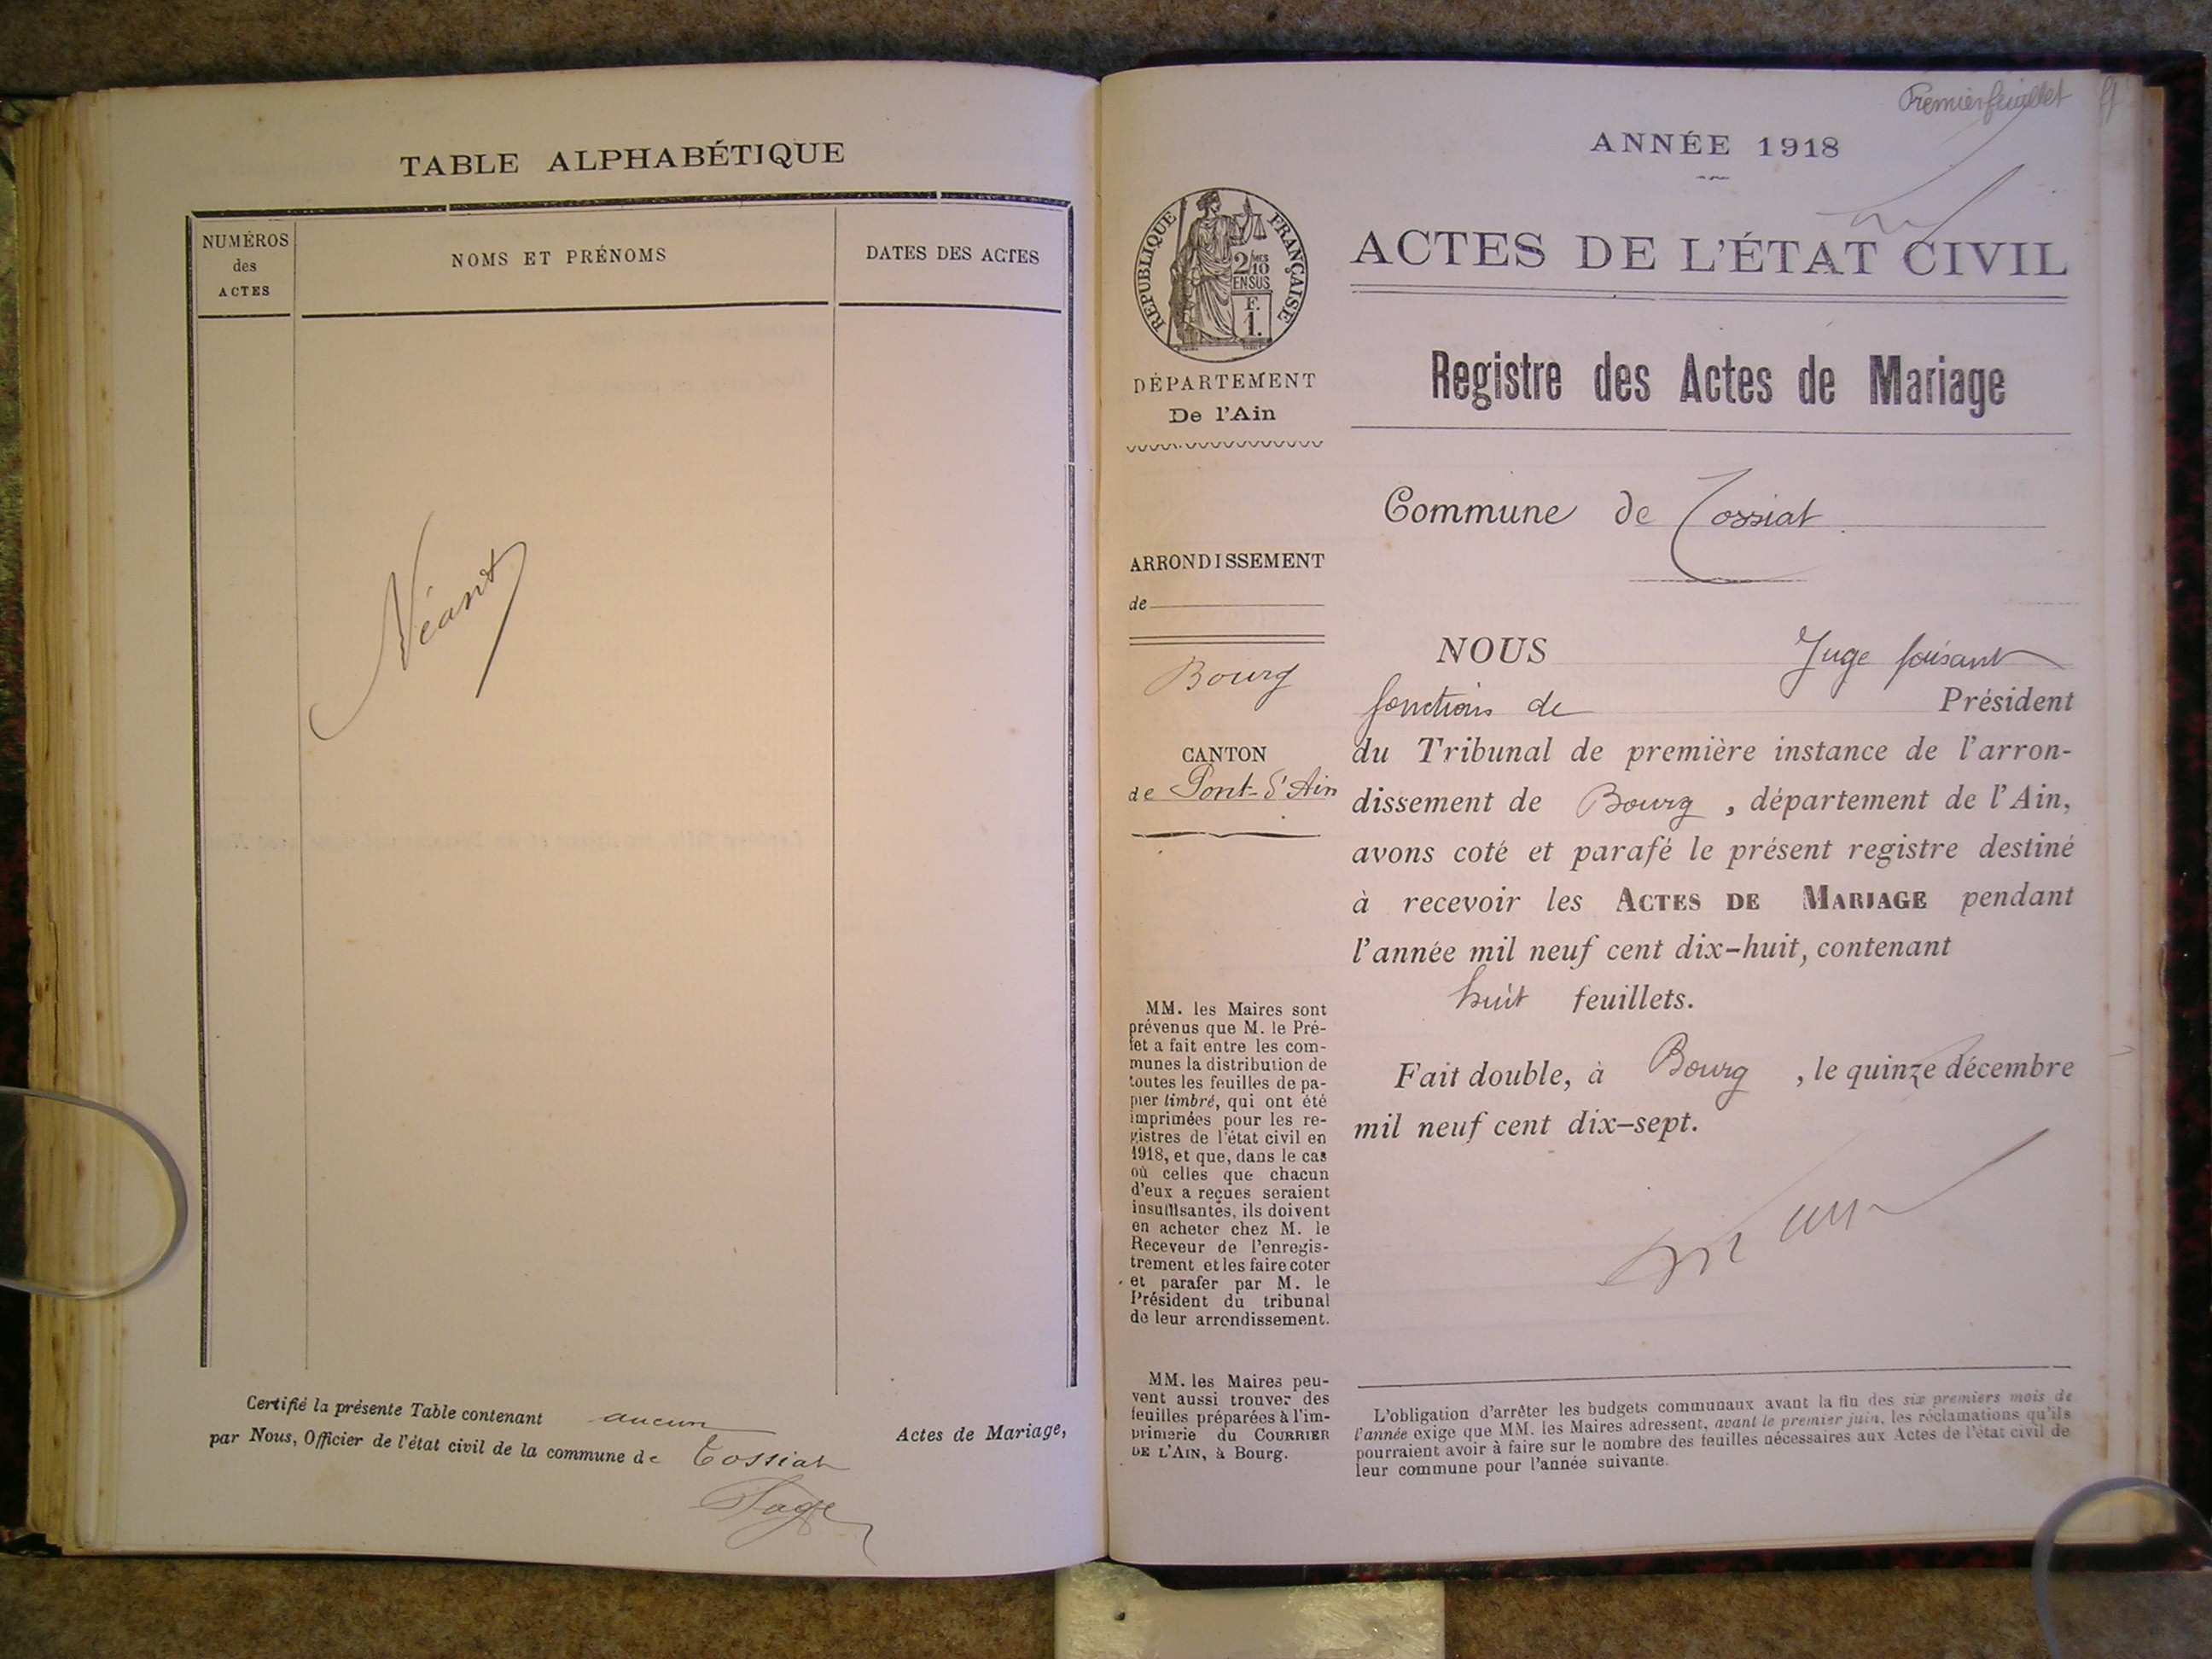 TABLE ALPHABÉTIQUE
NUMÉROS
des
ACTES
NOMS ET PRÉNOMS
DATES DES ACTES
Néant
Certifié la présente Table contenant aucun Actes de Mariage,
par Nous, Officier de l'état civil de la commune de Tossiat
Premier feuillet
ANNÉE 1918
RÉPUBLIQUE FRANÇAISE
2/10
EN SUS
F.
1.
ACTES DE L'ÉTAT CIVIL
DÉPARTEMENT
De l'Ain
Registre des Actes de Mariage
Commune de Tossiat
ARRONDISSEMENT
de
Bourg
CANTON
de Pont-d'Ain
MM. les Maires sont
prévenus que M. le Pré-
fet a fait entre les com-
munes la distribution de
toutes les feuilles de pa-
pier timbré, qui ont été
imprimées pour les re-
gistres de l'état civil en
1918, et que, dans le cas
où celles que chacun
d'eux a reçues seraient
insuffisantes, ils doivent
en acheter chez M. le
Receveur de l'enregis-
trement et les faire coter
et parafer par M. le
Président du tribunal
de leur arrondissement.
MM. les Maires peu-
vent aussi trouver des
feuilles préparées à l'im-
primerie du COURRIER
DE L'AIN, à Bourg.
NOUS Juge faisant
fonctions de Président
du Tribunal de première instance de l'arron-
dissement de Bourg, département de l'Ain,
avons coté et parafé le présent registre destiné
à recevoir les ACTES DE MARIAGE pendant
l'année mil neuf cent dix-huit, contenant
huit feuillets.
Fait double, à Bourg, le quinze décembre
mil neuf cent dix-sept.
L'obligation d'arrêter les budgets communaux avant la fin des six premiers mois de
l'année exige que MM. les Maires adressent, avant le premier juin, les réclamations qu'ils
pourraient avoir à faire sur le nombre des feuilles nécessaires aux Actes de l'état civil de
leur commune pour l'année suivante.